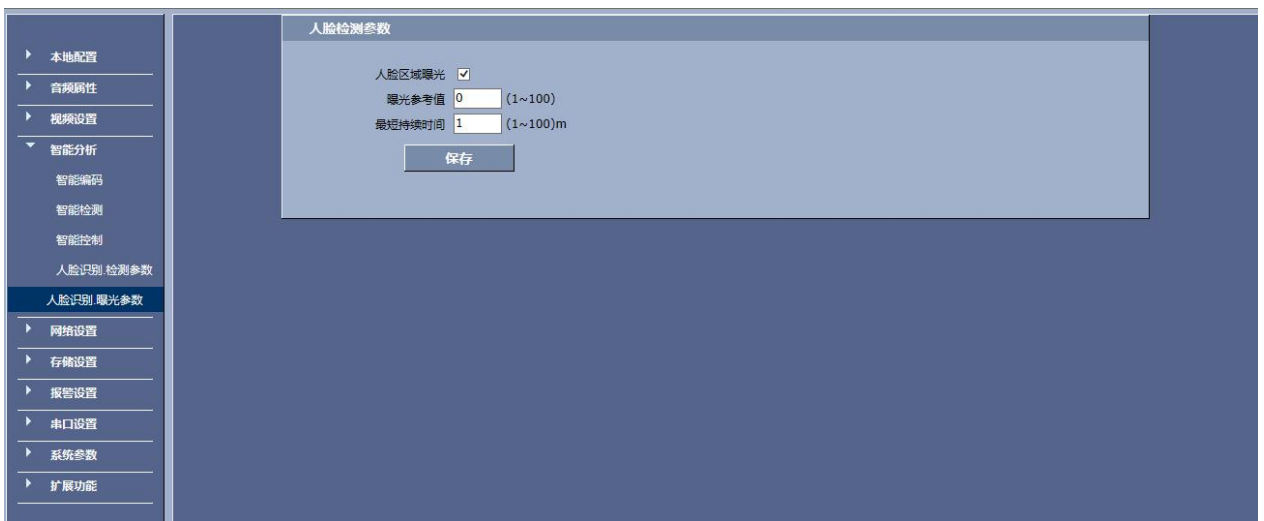 本地配置
音频属性
视频设置
智能分析
智能编码
智能检测
智能控制
人脸识别.检测参数
人脸识别.曝光参数
网络设置
存储设置
报警设置
串口设置
系统参数
扩展功能
人脸检测参数
人脸区域曝光
曝光参考值 0 (1~100)
最短持续时间 1 (1~100)m
保存